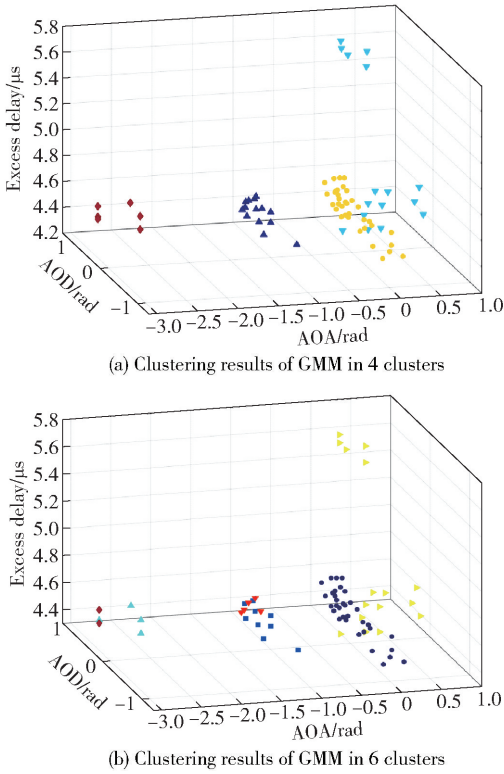 5.8
5.6
5.4
5.2
5.0
4.8
4.6
4.4
4.2
Excess delay/μs
1
0
−1
AOD/rad
−3.0 −2.5 −2.0 −1.5 −1.0 −0.5 0 0.5 1.0
AOA/rad
(a) Clustering results of GMM in 4 clusters
5.8
5.6
5.4
5.2
5.0
4.8
4.6
4.4
Excess delay/μs
1
0
−1
AOD/rad
−3.0 −2.5 −2.0 −1.5 −1.0 −0.5 0 0.5 1.0
AOA/rad
(b) Clustering results of GMM in 6 clusters